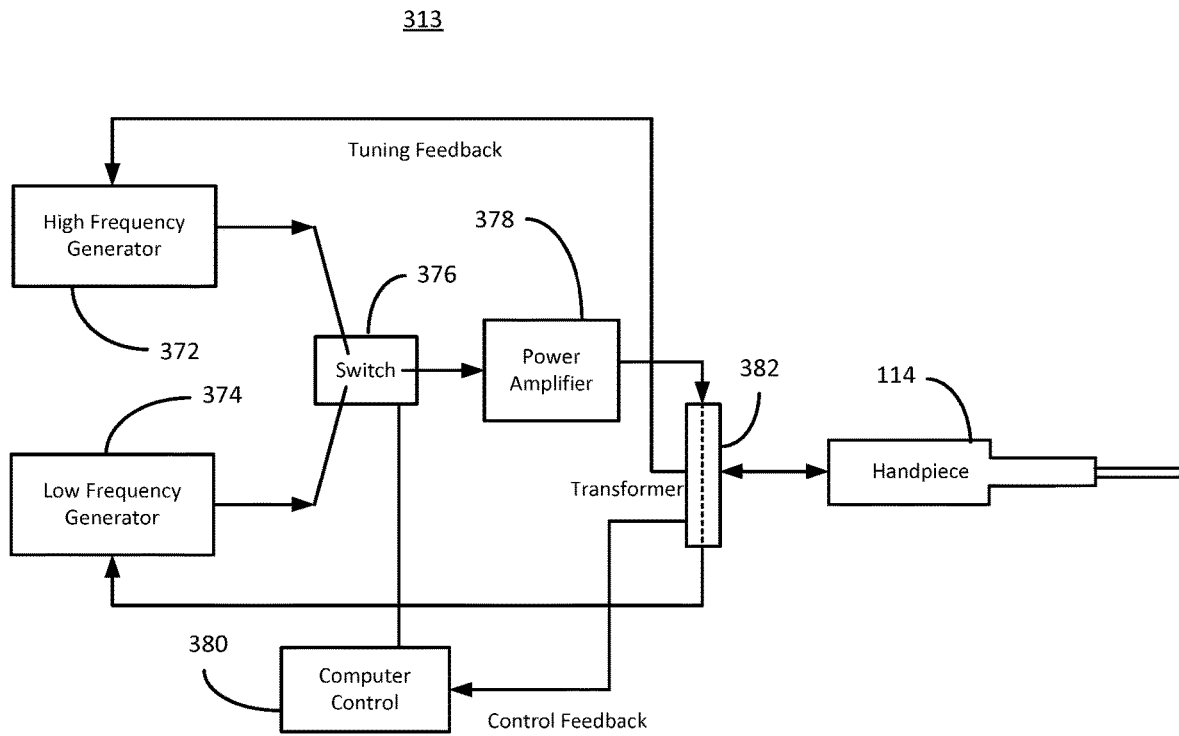 313
Tuning Feedback
High Frequency
Generator
378
376
372
Switch
Power
Amplifier
382
114
374
Handpiece
Low Frequency
Generator
Transformer
380
Computer
Control
Control Feedback